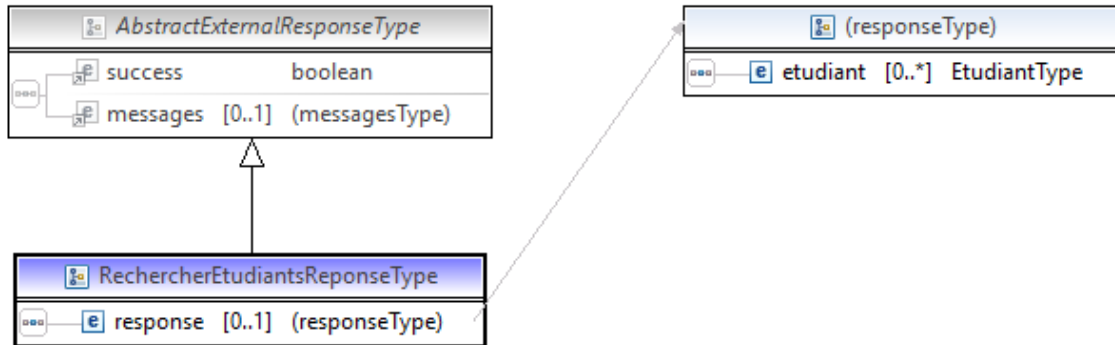 AbstractExternalResponseType
success boolean
messages [0..1] (messagesType)
(responseType)
etudiant [0..*] EtudiantType
RechercherEtudiantsReponseType
response [0..1] (responseType)